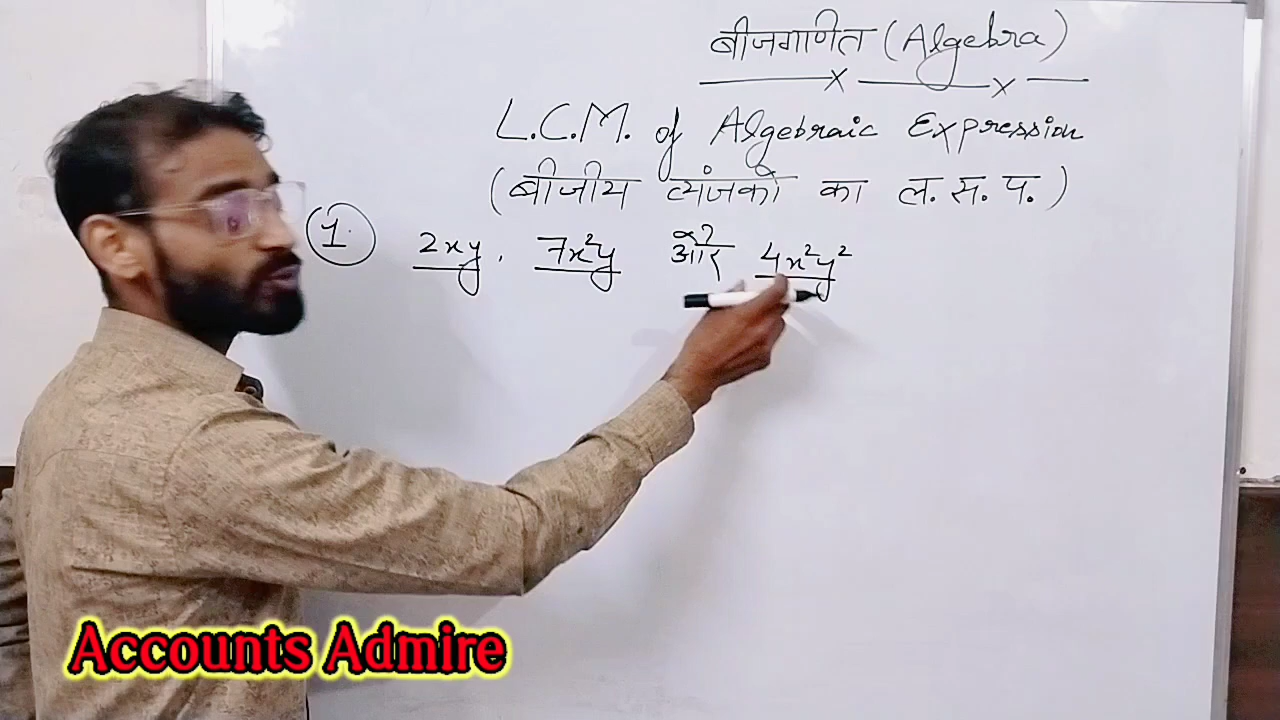 बीजगणित (Algebra)
L.C.M. of Algebraic Expression
(बीजीय व्यंजकों का ल. स. प.)
1. 2xy, 7x²y और 4x²y²
Accounts Admire